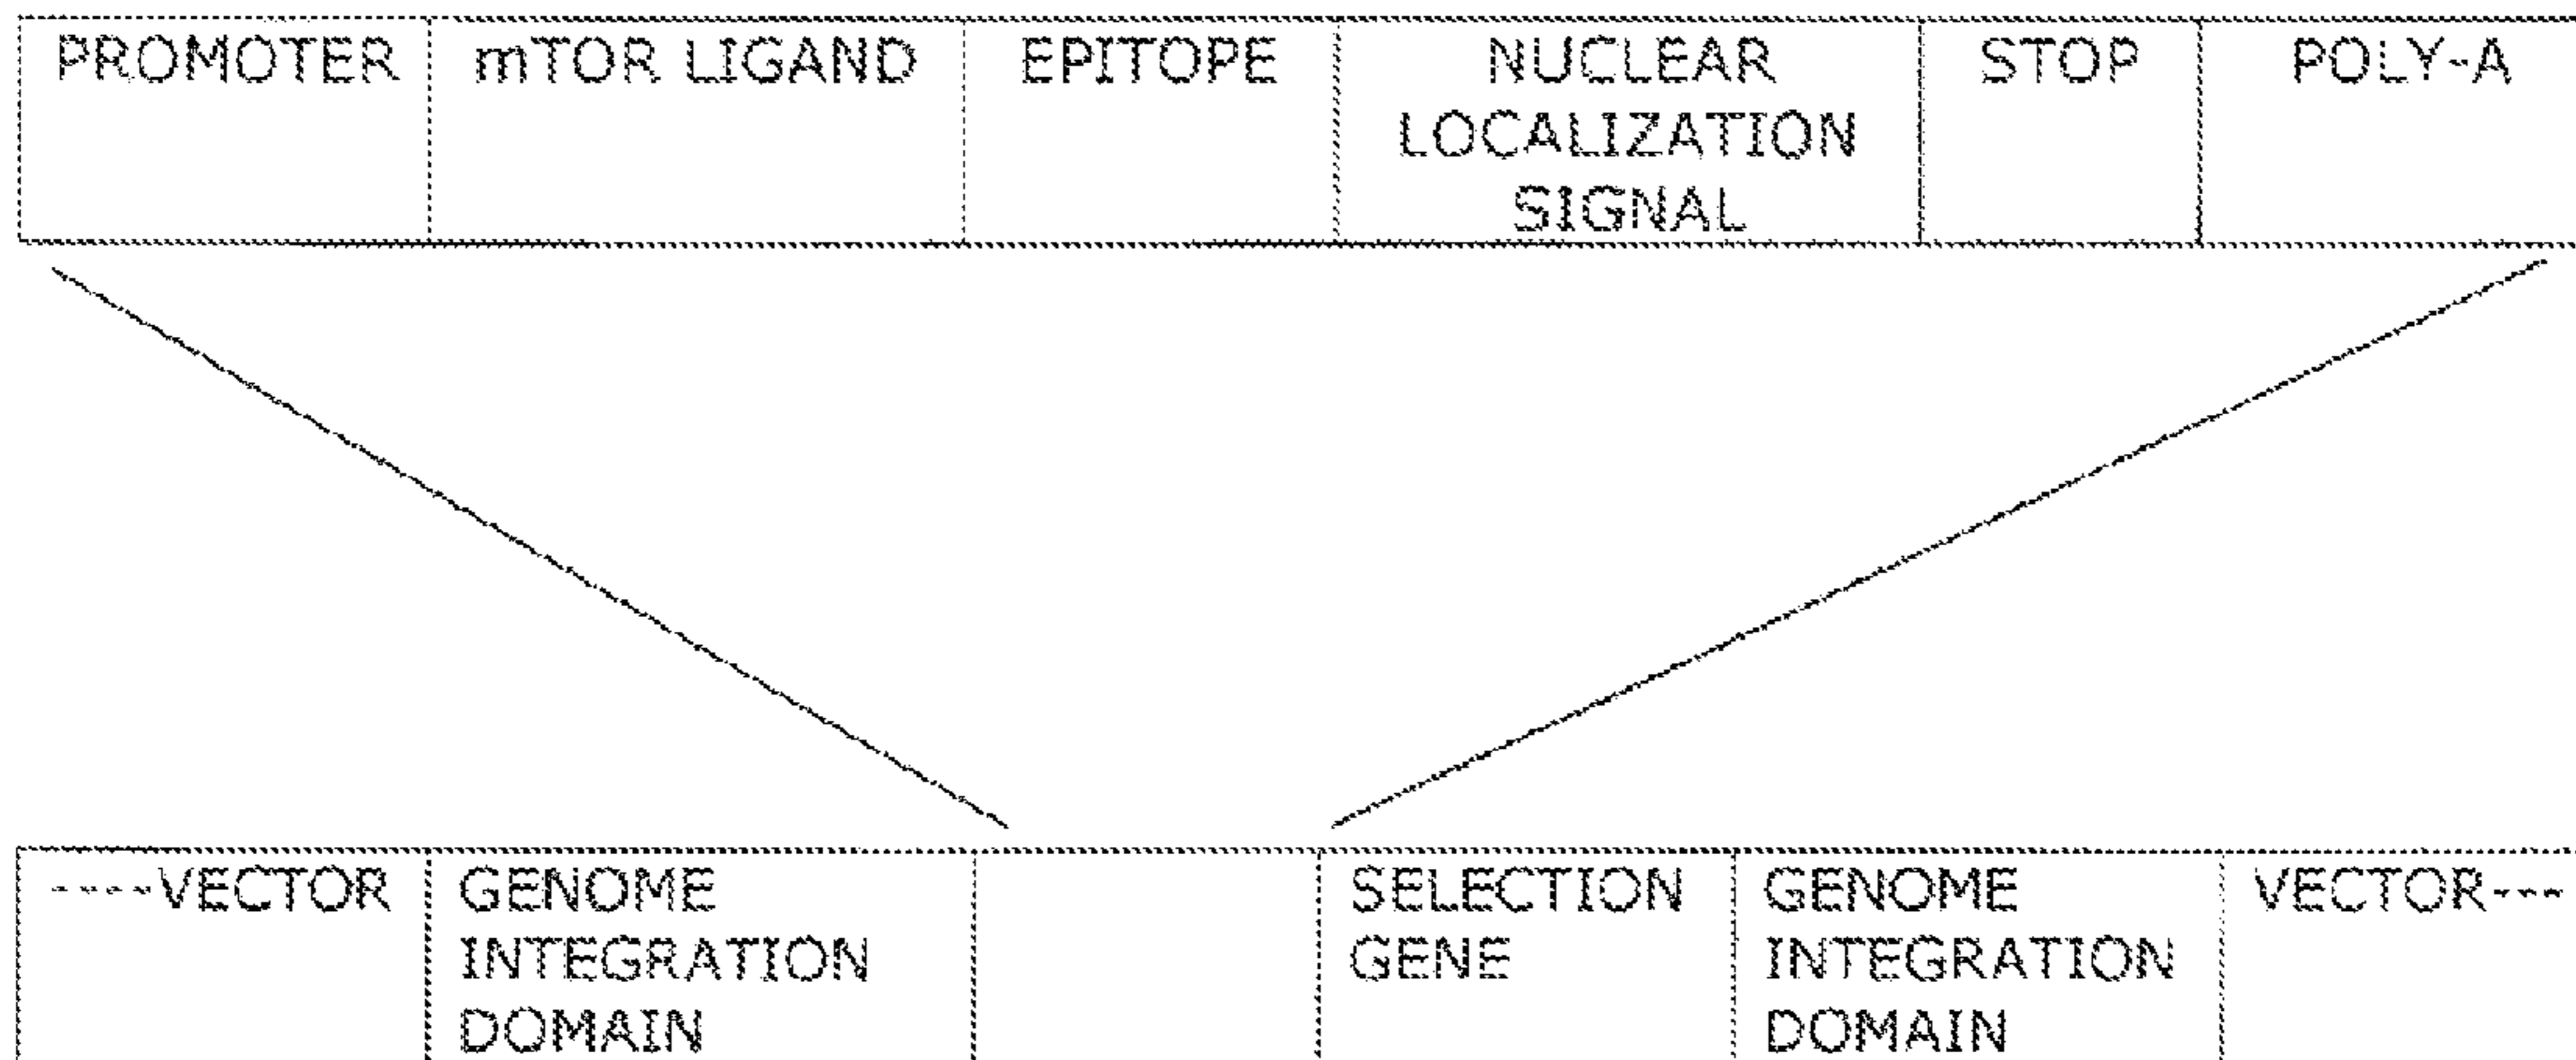 PROMOTER
mTOR LIGAND
EPITOPE
NUCLEAR
LOCALIZATION
SIGNAL
STOP
POLY-A
----VECTOR
GENOME
INTEGRATION
DOMAIN
SELECTION
GENE
GENOME
INTEGRATION
DOMAIN
VECTOR---